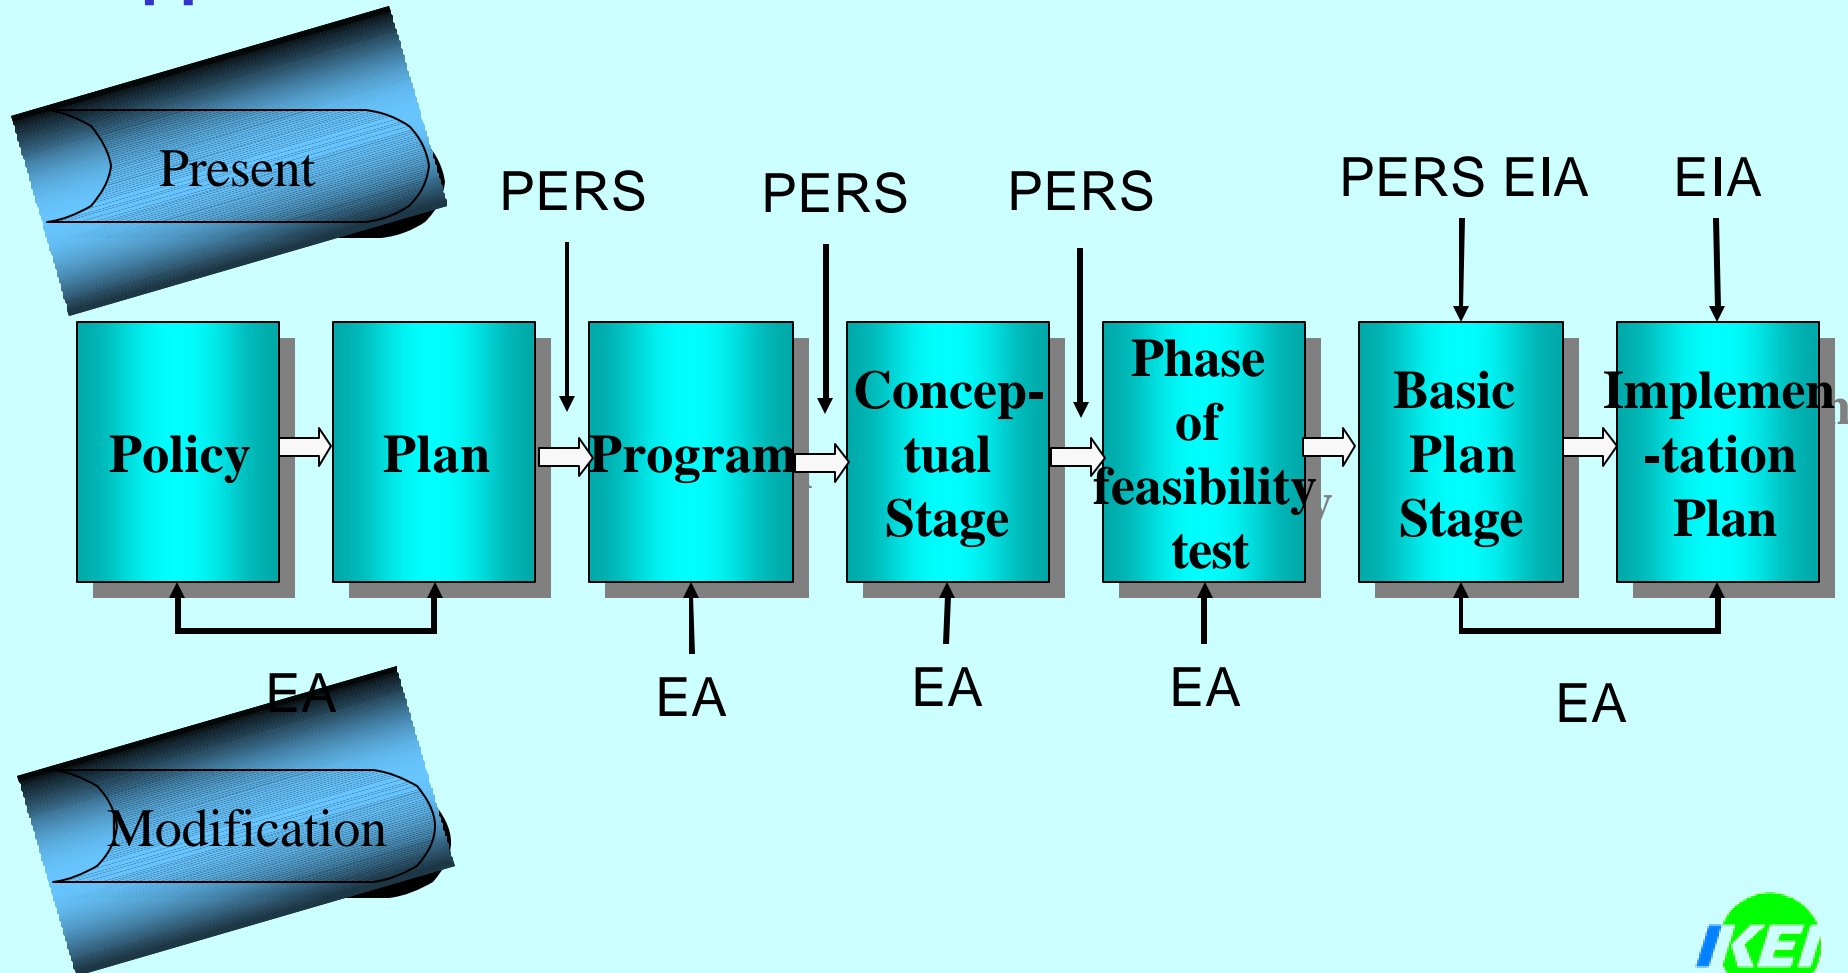 Present
PERS
PERS
PERS
PERS EIA
EIA
Policy
Plan
Program
Concep-
tual
Stage
Phase
of
feasibility
test
Basic
Plan
Stage
Implemen
-tation
Plan
EA
EA
EA
EA
EA
Modification
KEI